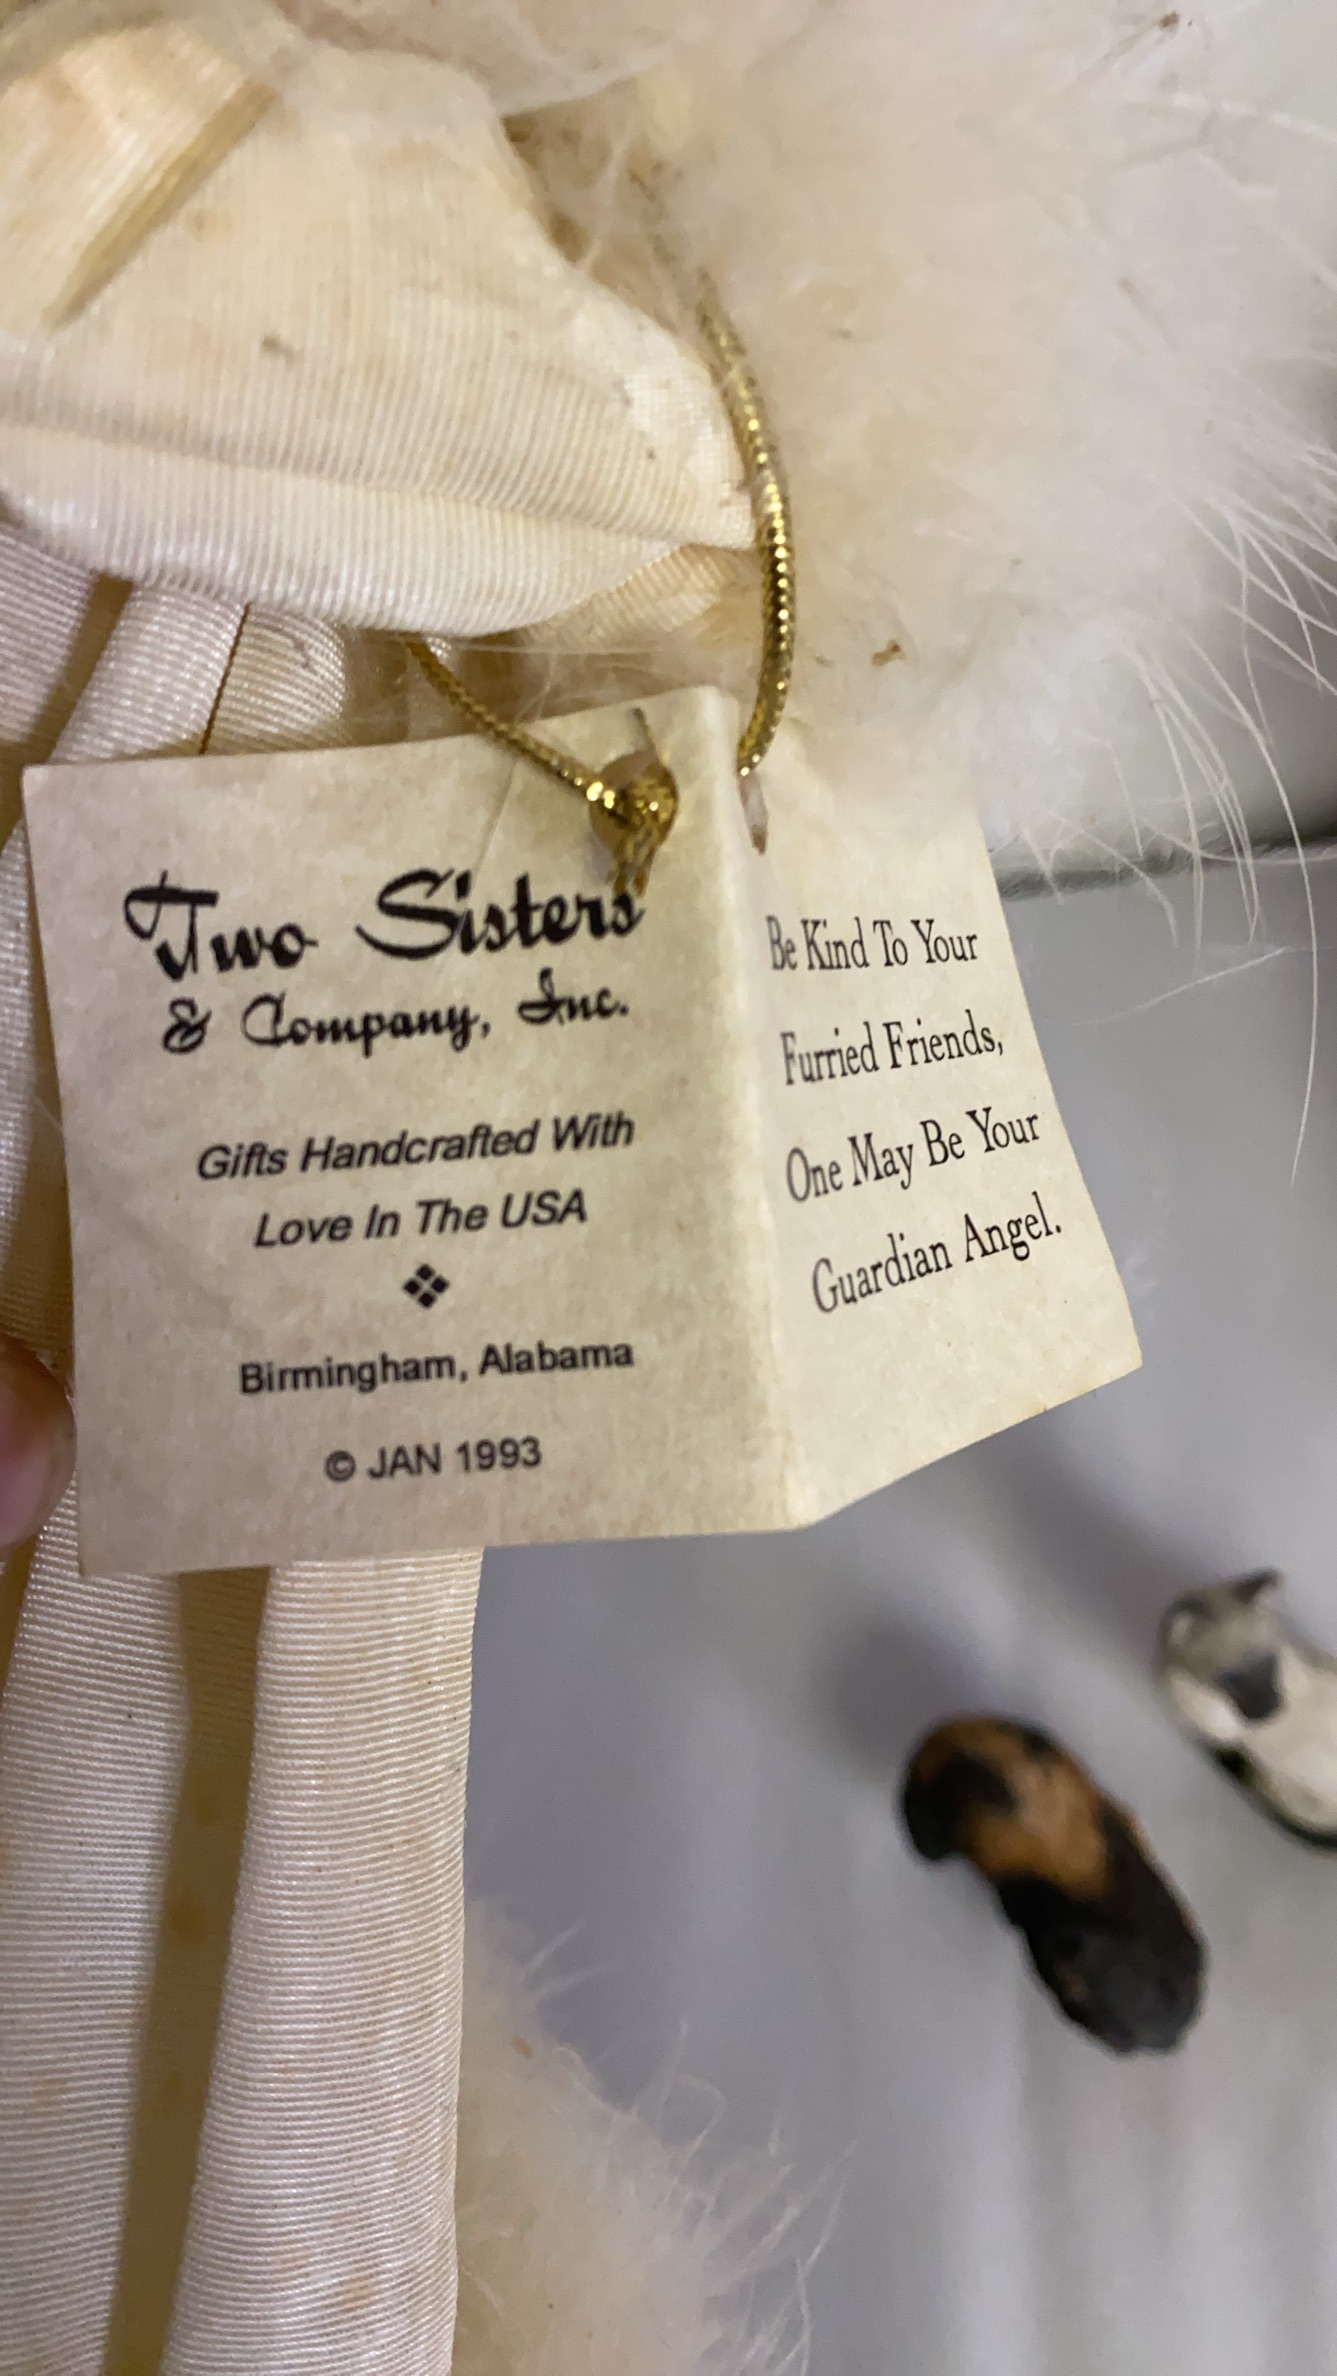 Two Sisters
& Company, Inc.
Gifts Handcrafted With
Love In The USA
Birmingham, Alabama
© JAN 1993
Be Kind To Your
Furried Friends,
One May Be Your
Guardian Angel.